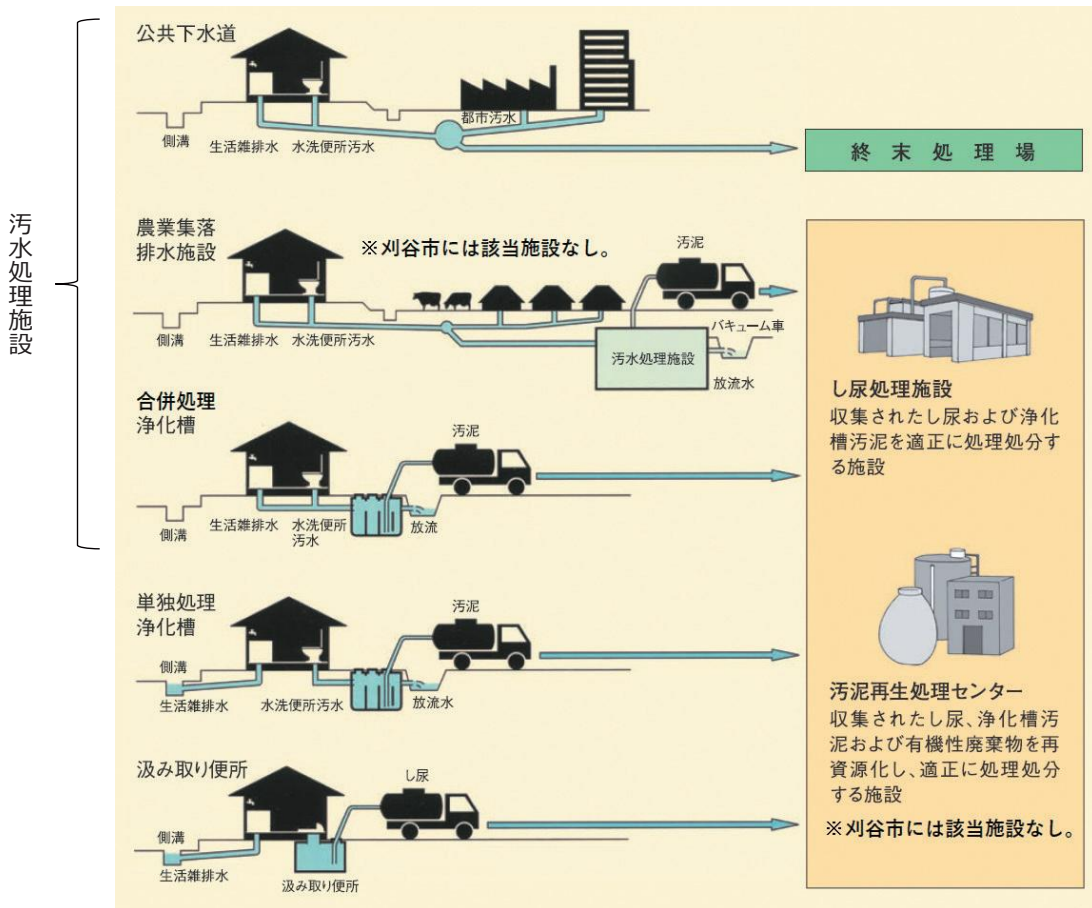 汚水処理施設
公共下水道
都市汚水
側溝
生活雑排水
水洗便所汚水
終末処理場
農業集落
排水施設
※刈谷市には該当施設なし。
汚泥
バキューム車
側溝
生活雑排水
水洗便所汚水
汚水処理施設
放流水
合併処理
浄化槽
汚泥
側溝
生活雑排水
水洗便所
汚水
放流
単独処理
浄化槽
汚泥
側溝
生活雑排水
水洗便所汚水
放流水
汲み取り便所
し尿
側溝
生活雑排水
汲み取り便所
し尿処理施設
収集されたし尿および浄化
槽汚泥を適正に処理処分す
る施設
汚泥再生処理センター
収集されたし尿、浄化槽汚
泥および有機性廃棄物を再
資源化し、適正に処理処分
する施設
※刈谷市には該当施設なし。